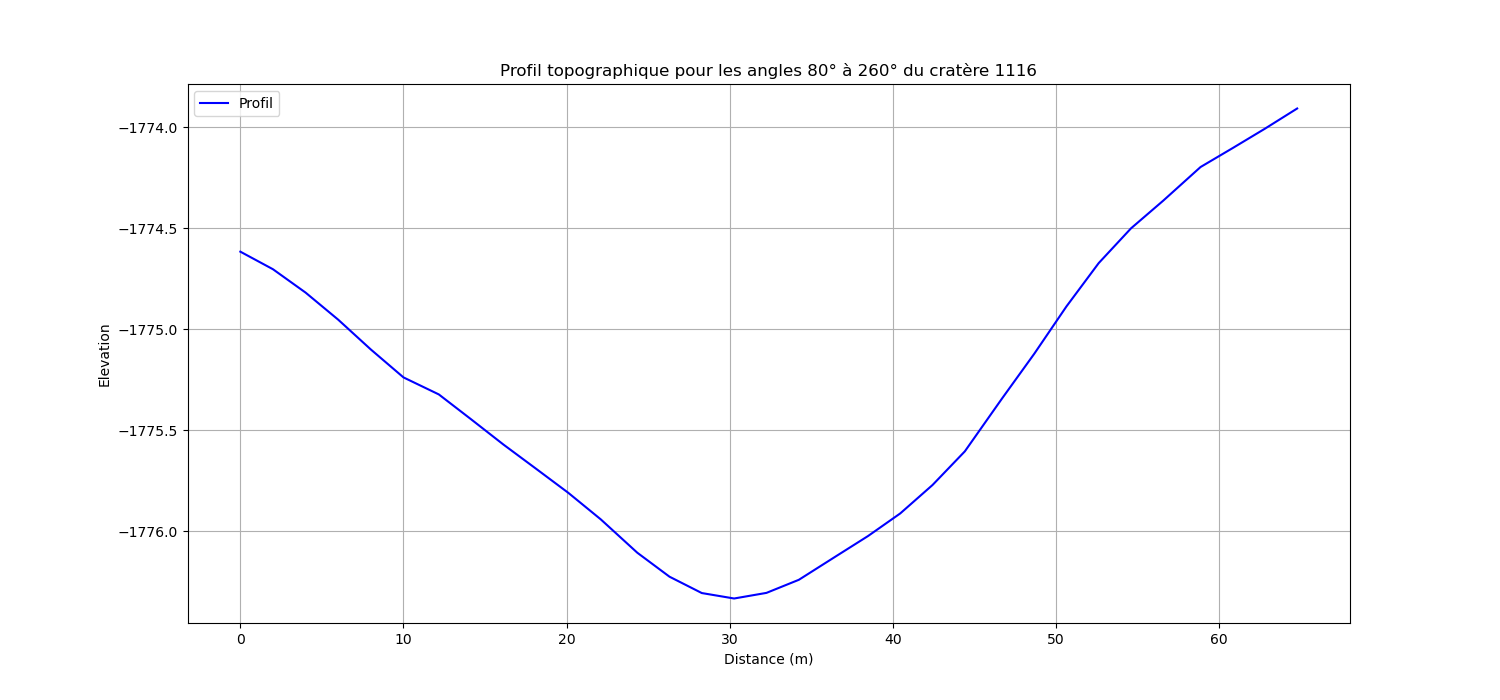 Profil topographique pour les angles 80° à 260° du cratère 1116
Profil
−1774.0
−1774.5
−1775.0
−1775.5
−1776.0
Elevation
0 10 20 30 40 50 60
Distance (m)